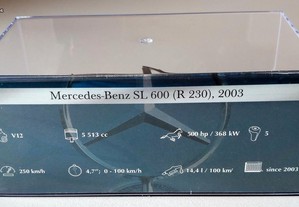 Mercedes-Benz SL 600 (R 230), 2003
V12 5 513 cc 500 hp / 368 kW 5
250 km/h 4,7"; 0 - 100 km/h 14,4 l / 100 km since 2003